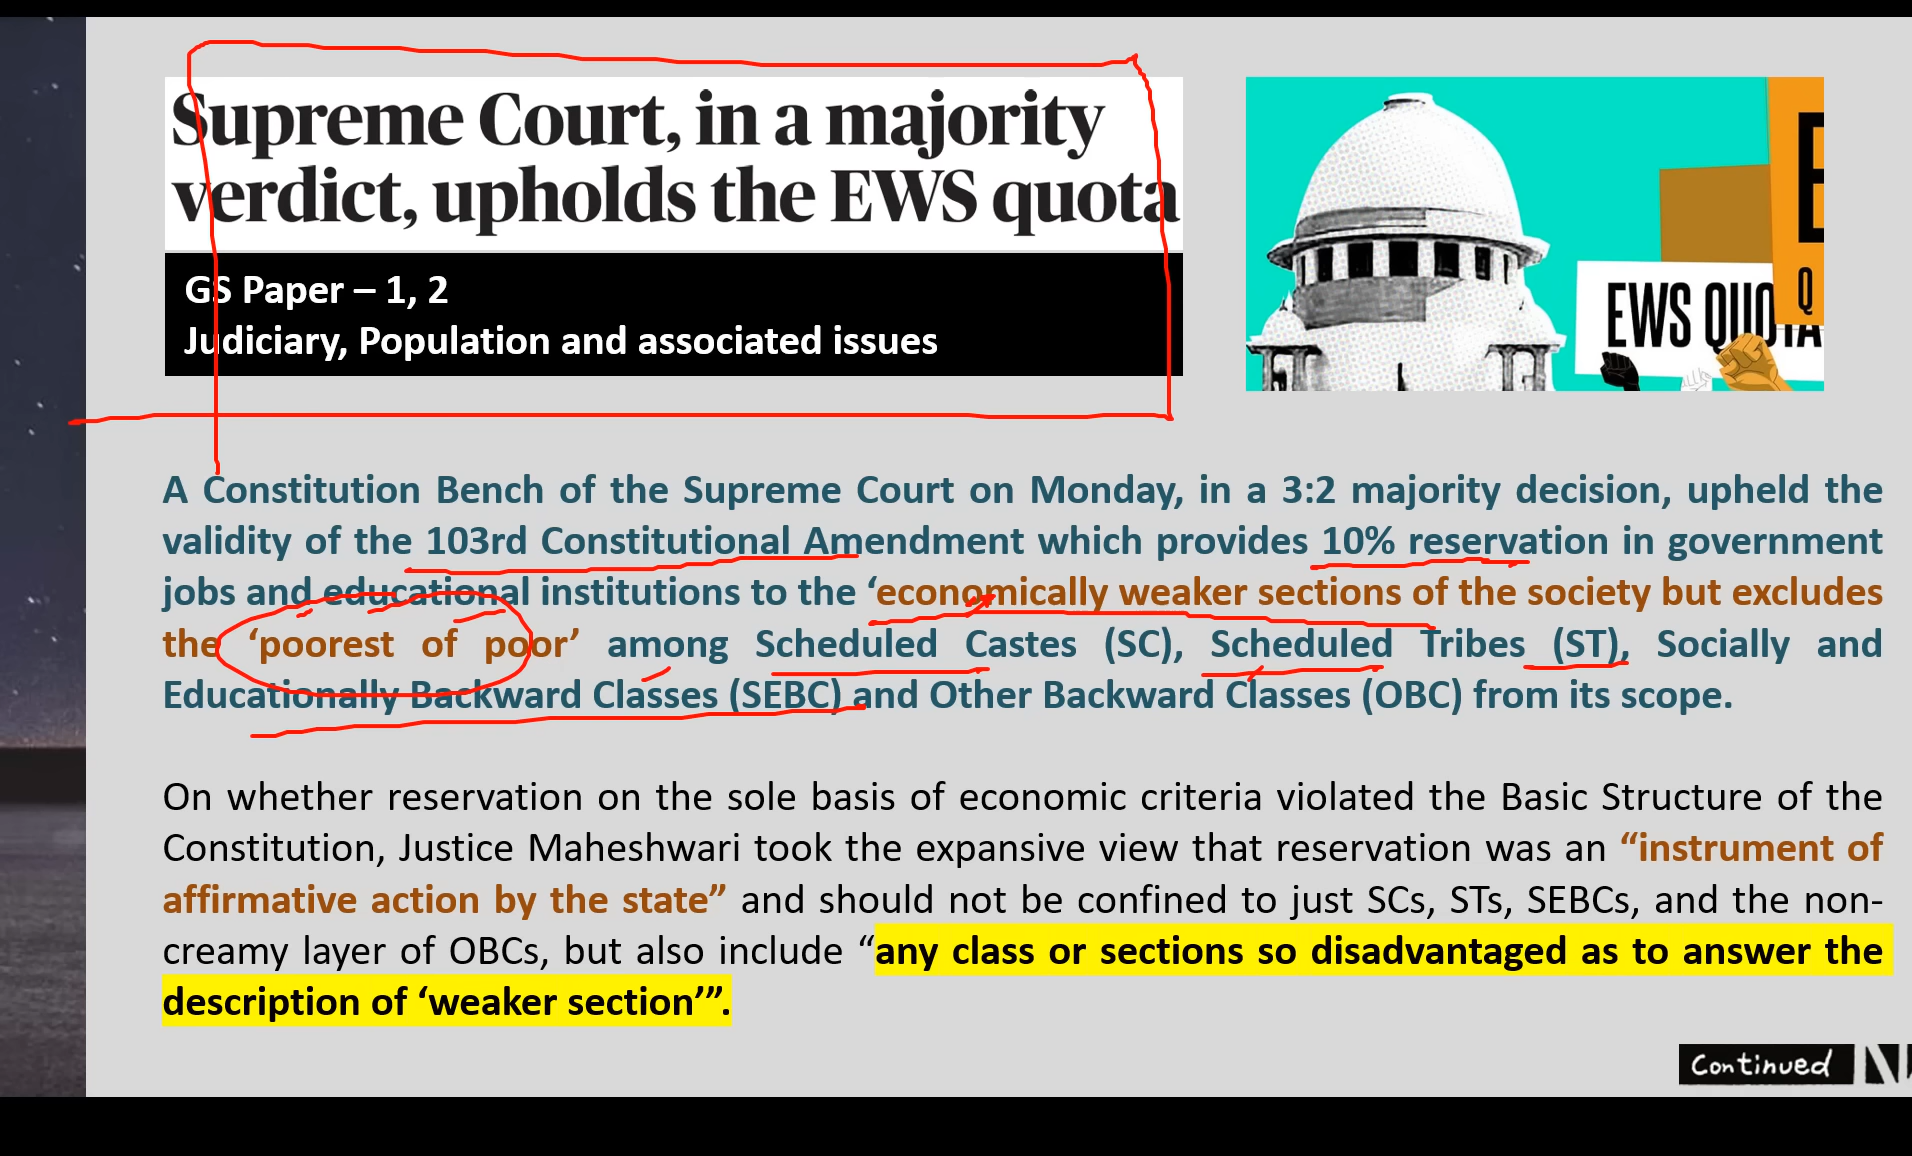 Supreme Court, in a majority
verdict, upholds the EWS quota
GS Paper – 1, 2
Judiciary, Population and associated issues
EWS QUOTA
E
Q
A Constitution Bench of the Supreme Court on Monday, in a 3:2 majority decision, upheld the
validity of the 103rd Constitutional Amendment which provides 10% reservation in government
jobs and educational institutions to the ‘economically weaker sections of the society but excludes
the ‘poorest of poor’ among Scheduled Castes (SC), Scheduled Tribes (ST), Socially and
Educationally Backward Classes (SEBC) and Other Backward Classes (OBC) from its scope.
On whether reservation on the sole basis of economic criteria violated the Basic Structure of the
Constitution, Justice Maheshwari took the expansive view that reservation was an “instrument of
affirmative action by the state” and should not be confined to just SCs, STs, SEBCs, and the non-
creamy layer of OBCs, but also include “any class or sections so disadvantaged as to answer the
description of ‘weaker section’”.
Continued